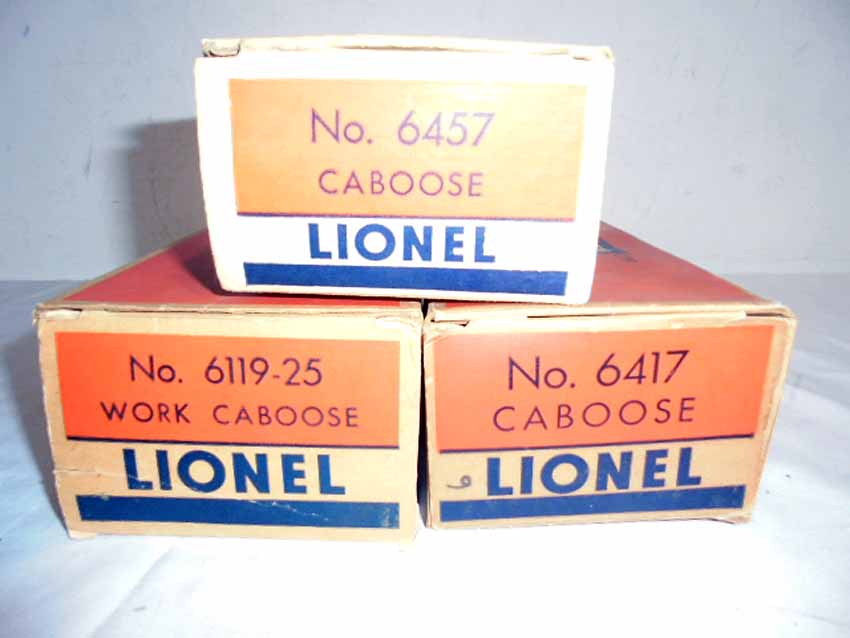 No. 6457
CABOOSE
LIONEL
No. 6119-25
WORK CABOOSE
LIONEL
No. 6417
CABOOSE
LIONEL